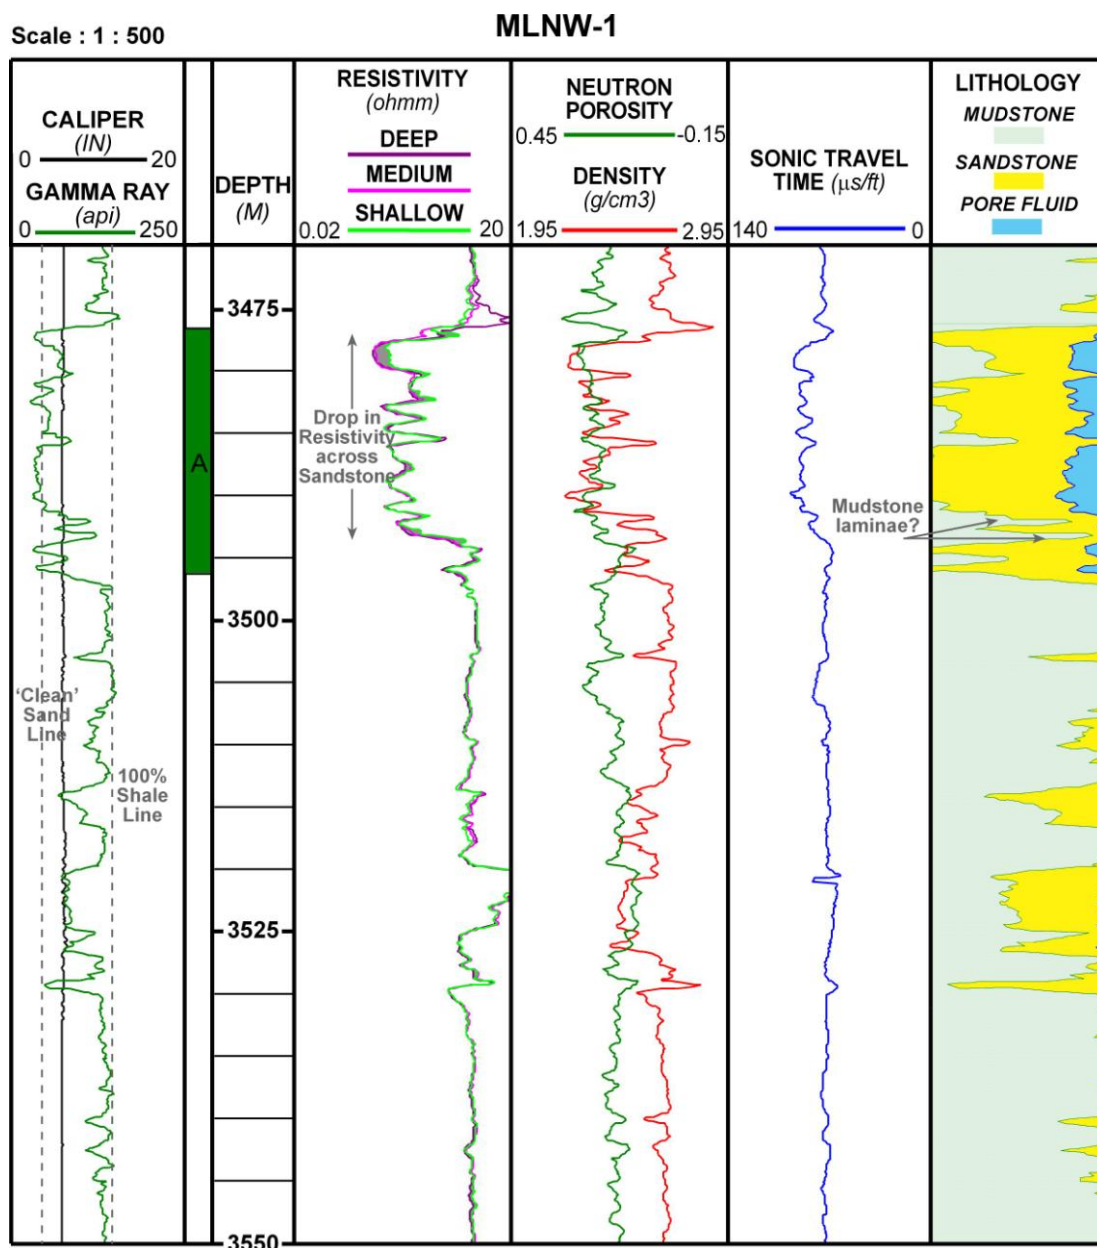 Scale : 1 : 500
MLNW-1
CALIPER
(IN)
0 20
GAMMA RAY
(api)
0 250
DEPTH
(M)
RESISTIVITY
(ohmm)
DEEP
MEDIUM
SHALLOW
0.02 20
NEUTRON
POROSITY
0.45 -0.15
DENSITY
(g/cm3)
1.95 2.95
SONIC TRAVEL
TIME (µs/ft)
140 0
LITHOLOGY
MUDSTONE
SANDSTONE
PORE FLUID
3475
Drop in
Resistivity
across
Sandstone
A
Mudstone
laminae?
3500
'Clean'
Sand
Line
100%
Shale
Line
3525
3550